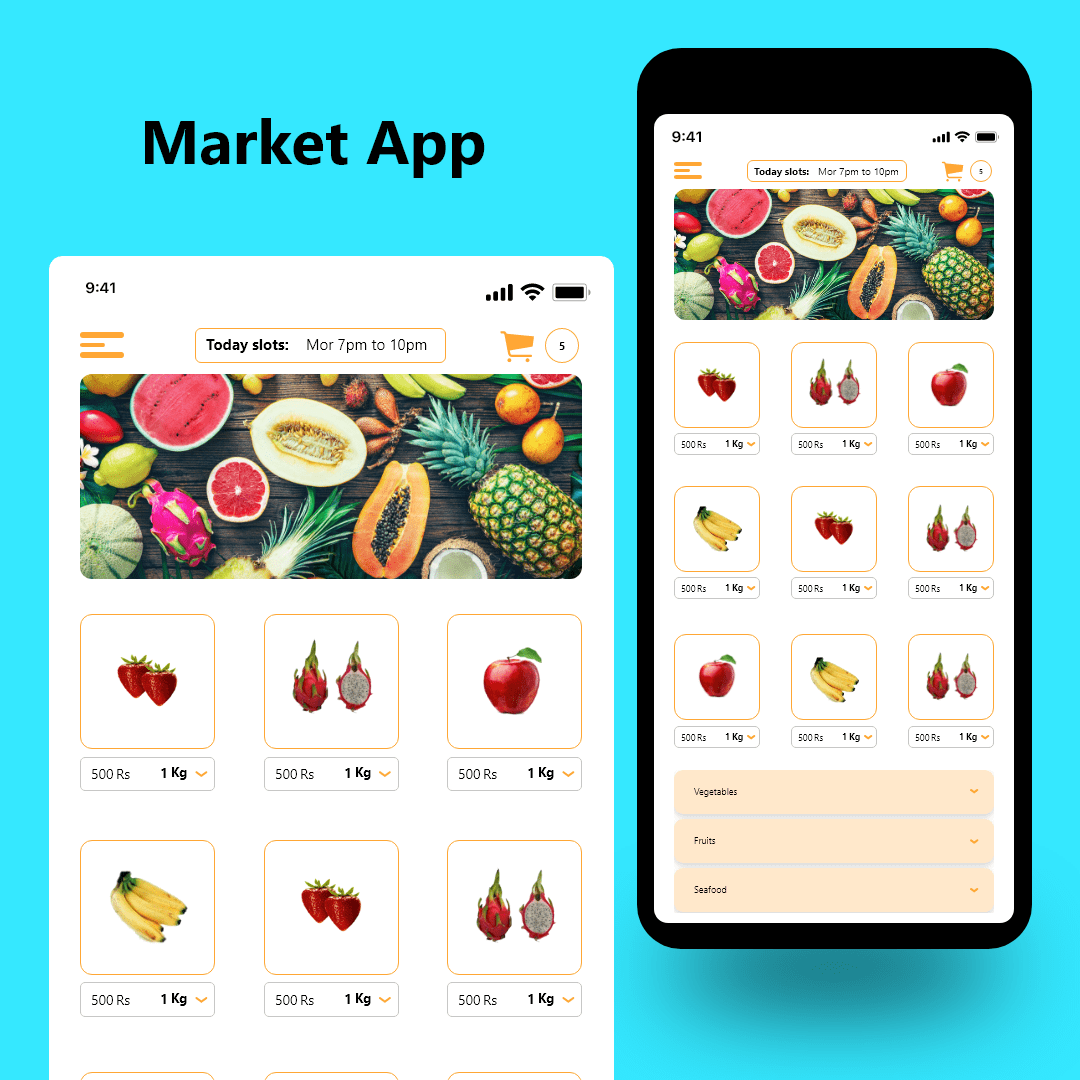 Market App
9:41
Today slots: Mor 7pm to 10pm
5
500 Rs 1 Kg 500 Rs 1 Kg 500 Rs 1 Kg
500 Rs 1 Kg 500 Rs 1 Kg 500 Rs 1 Kg
9:41
Today slots: Mor 7pm to 10pm
5
500 Rs 1 Kg 500 Rs 1 Kg 500 Rs 1 Kg
500 Rs 1 Kg 500 Rs 1 Kg 500 Rs 1 Kg
500 Rs 1 Kg 500 Rs 1 Kg 500 Rs 1 Kg
Vegetables
Fruits
Seafood